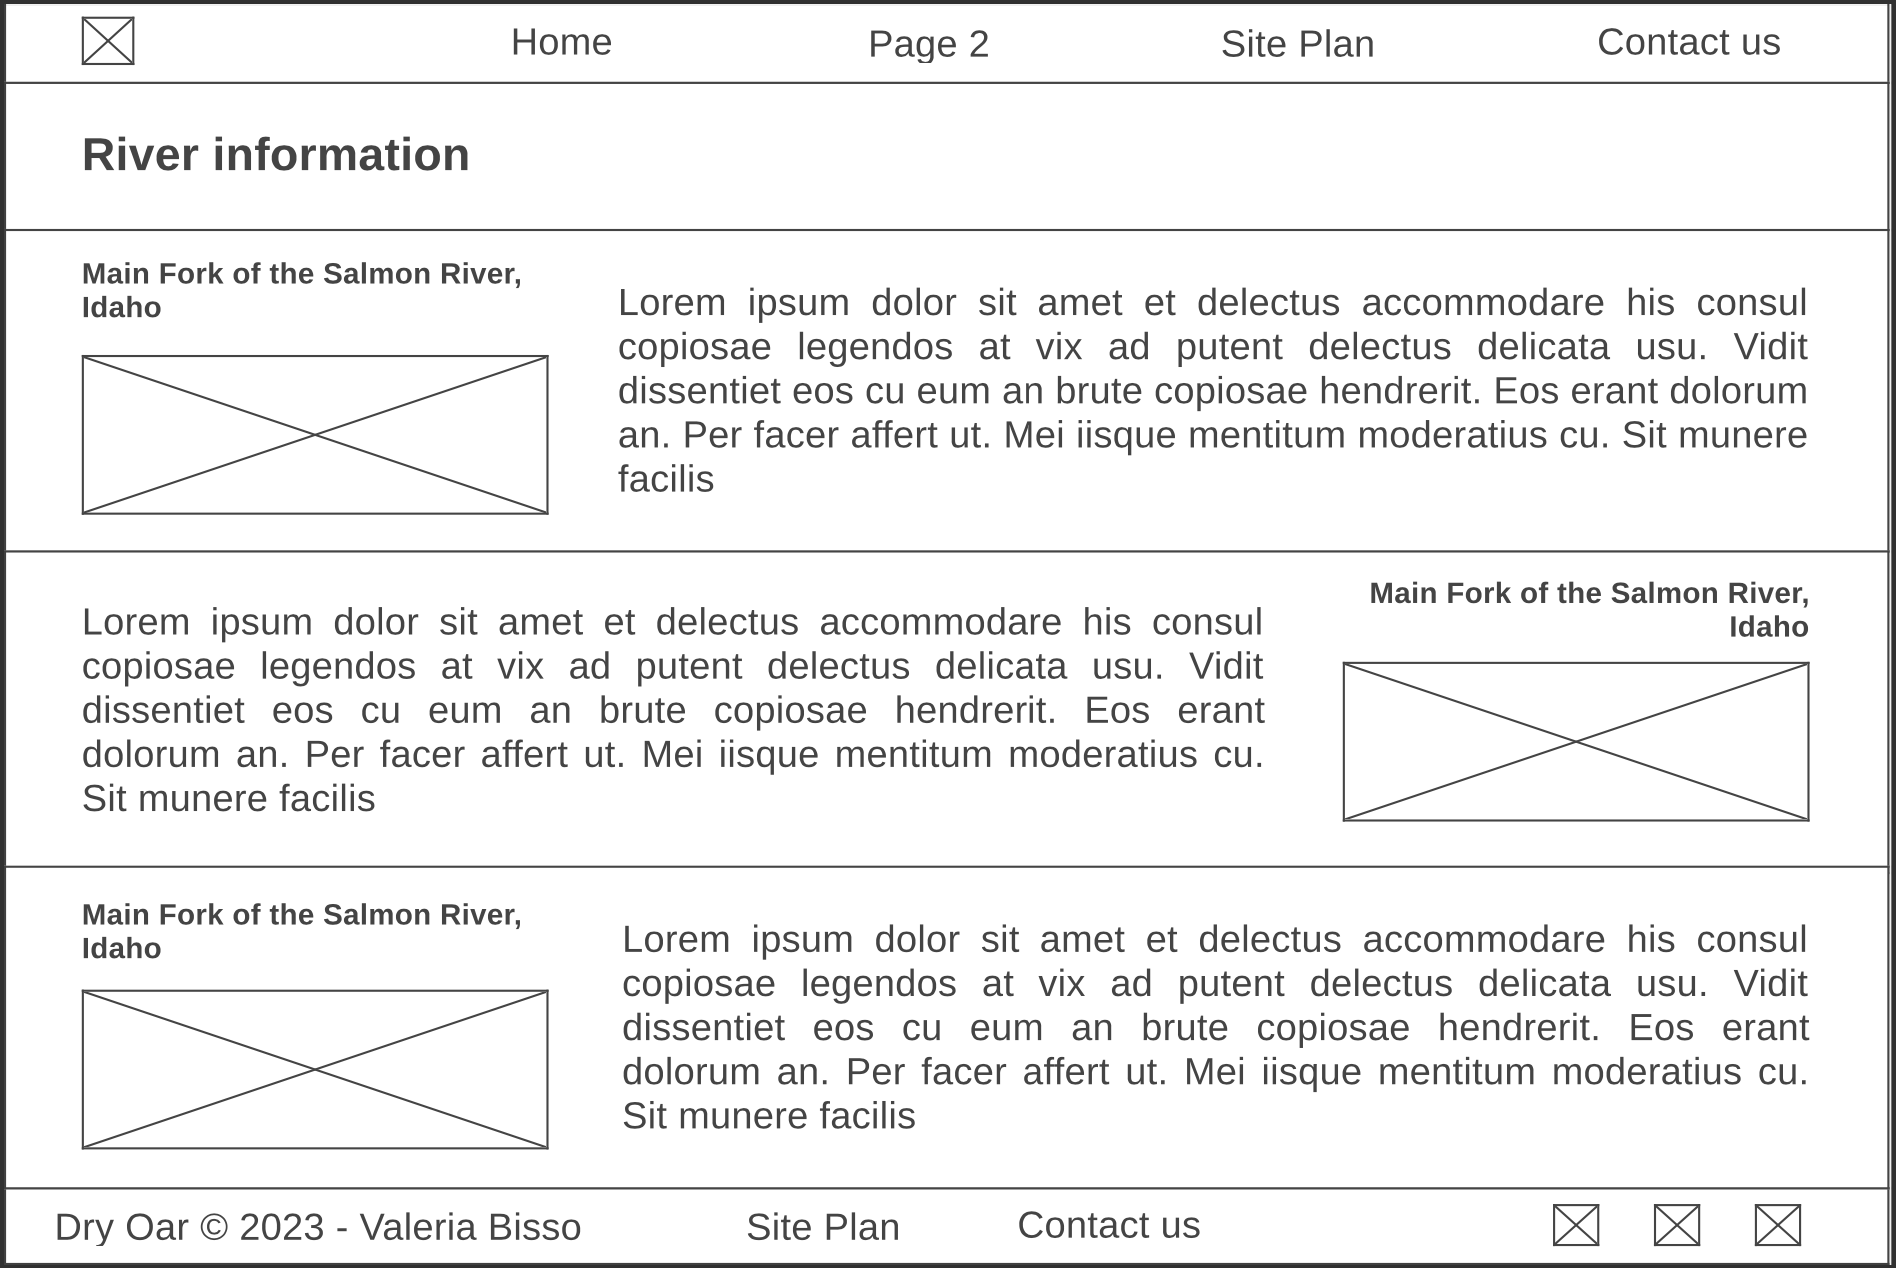 Home Page 2 Site Plan Contact us
River information
Main Fork of the Salmon River,
Idaho
Lorem ipsum dolor sit amet et delectus accommodare his consul
copiosae legendos at vix ad putent delectus delicata usu. Vidit
dissentiet eos cu eum an brute copiosae hendrerit. Eos erant dolorum
an. Per facer affert ut. Mei iisque mentitum moderatius cu. Sit munere
facilis
Lorem ipsum dolor sit amet et delectus accommodare his consul
copiosae legendos at vix ad putent delectus delicata usu. Vidit
dissentiet eos cu eum an brute copiosae hendrerit. Eos erant
dolorum an. Per facer affert ut. Mei iisque mentitum moderatius cu.
Sit munere facilis
Main Fork of the Salmon River,
Idaho
Main Fork of the Salmon River,
Idaho
Lorem ipsum dolor sit amet et delectus accommodare his consul
copiosae legendos at vix ad putent delectus delicata usu. Vidit
dissentiet eos cu eum an brute copiosae hendrerit. Eos erant
dolorum an. Per facer affert ut. Mei iisque mentitum moderatius cu.
Sit munere facilis
Dry Oar © 2023 - Valeria Bisso Site Plan Contact us